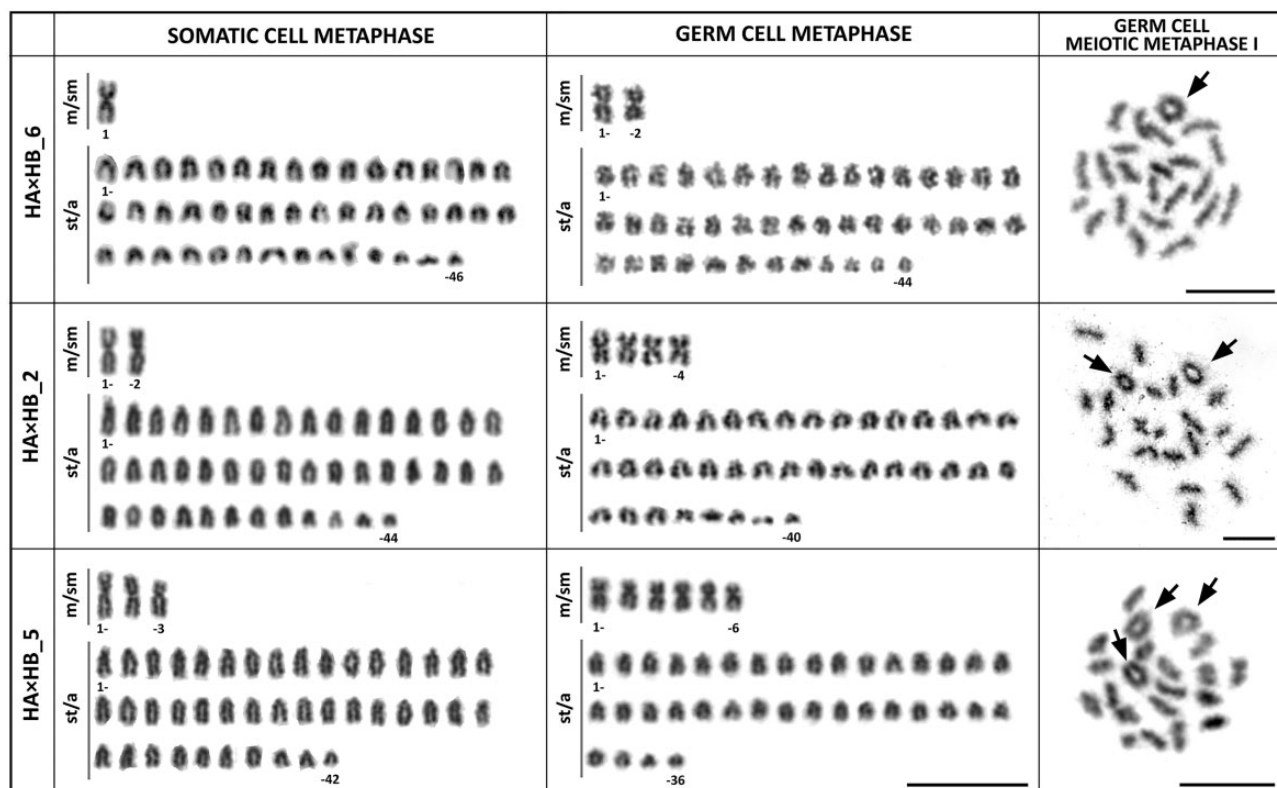 SOMATIC CELL METAPHASE
GERM CELL METAPHASE
GERM CELL
MEIOTIC METAPHASE I
HA×HB_6
m/sm
1
st/a
1-
-46
m/sm
1-
-2
st/a
1-
-44
HA×HB_2
m/sm
1-
-2
st/a
1-
-44
m/sm
1-
-4
st/a
1-
-40
HA×HB_5
m/sm
1-
-3
st/a
1-
-42
m/sm
1-
-6
st/a
1-
-36